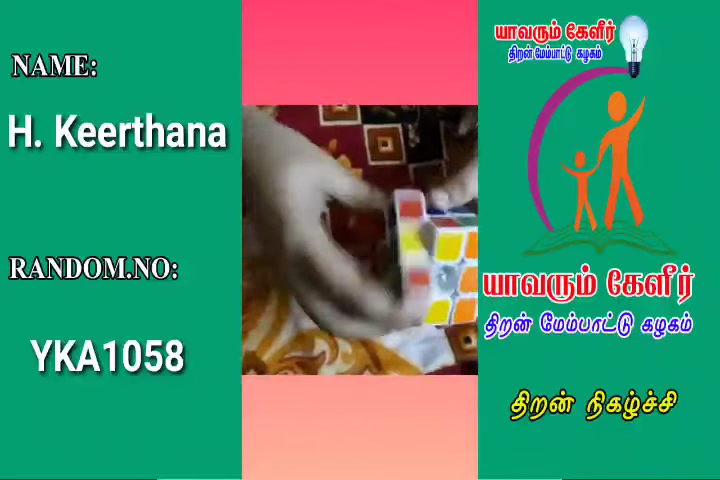 NAME:
H. Keerthana
RANDOM.NO:
YKA1058
யாவரும் கேளீர்
திறன் மேம்பாட்டு கழகம்
யாவரும் கேளீர்
திறன் மேம்பாட்டு கழகம்
திறன் நிகழ்ச்சி